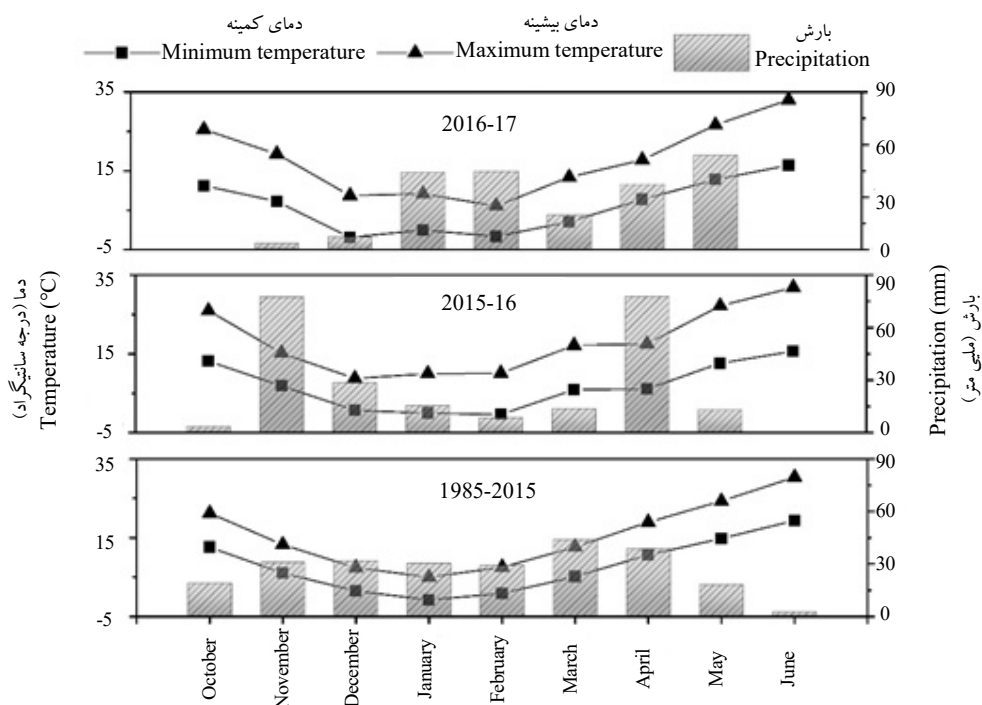 دمای کمینه
Minimum temperature
دمای بیشینه
Maximum temperature
بارش
Precipitation
دما (درجه سانتیگراد)
Temperature (°C)
35
15
-5
2016-17
90
60
30
0
35
15
-5
2015-16
90
60
30
0
35
15
-5
1985-2015
90
60
30
0
Precipitation (mm)
بارش (ملیی متر)
October
November
December
January
February
March
April
May
June